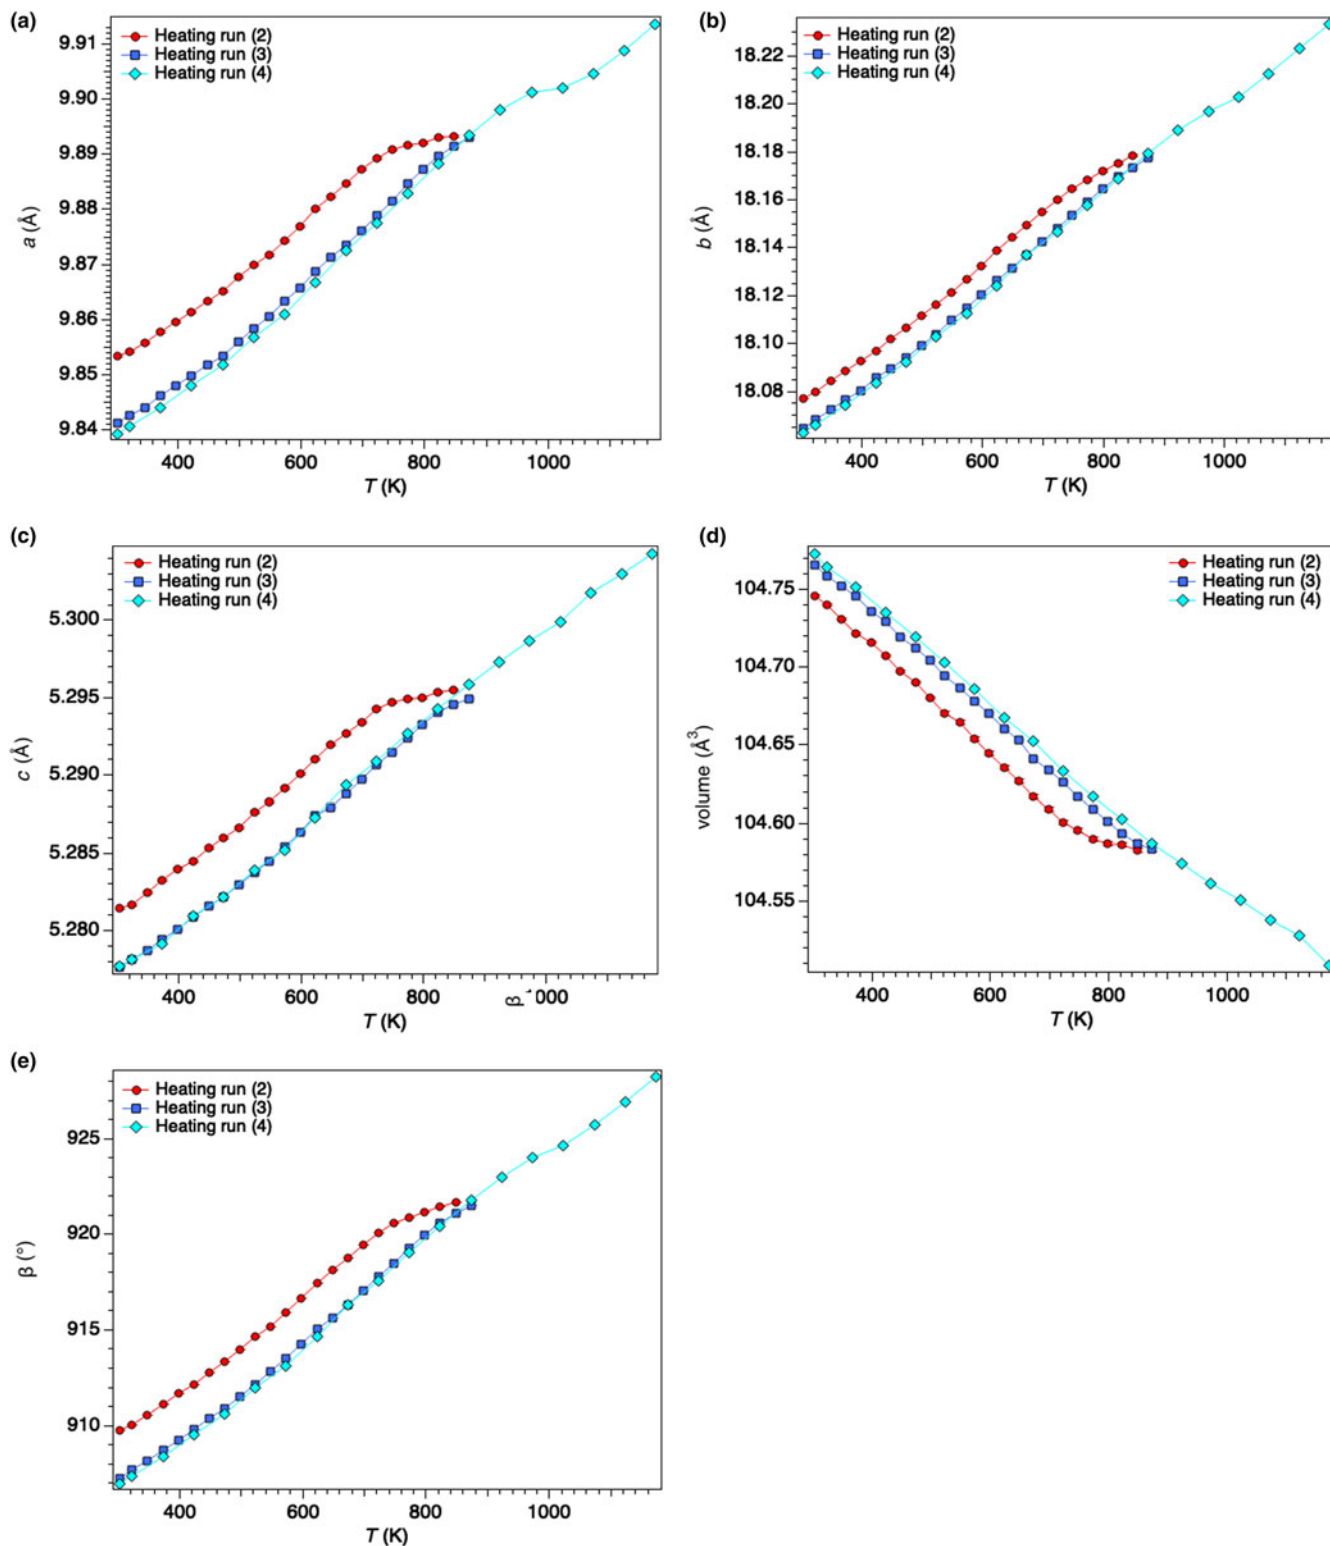 (a)
Heating run (2)
Heating run (3)
Heating run (4)
9.91
9.90
9.89
9.88
9.87
9.86
9.85
9.84
a (Å)
400 600 800 1000
T (K)
(b)
Heating run (2)
Heating run (3)
Heating run (4)
18.22
18.20
18.18
18.16
18.14
18.12
18.10
18.08
b (Å)
400 600 800 1000
T (K)
(c)
Heating run (2)
Heating run (3)
Heating run (4)
5.300
5.295
5.290
5.285
5.280
c (Å)
400 600 800 β 1000
T (K)
(d)
Heating run (2)
Heating run (3)
Heating run (4)
104.75
104.70
104.65
104.60
104.55
volume (Å³)
400 600 800 1000
T (K)
(e)
Heating run (2)
Heating run (3)
Heating run (4)
925
920
915
910
β (°)
400 600 800 1000
T (K)